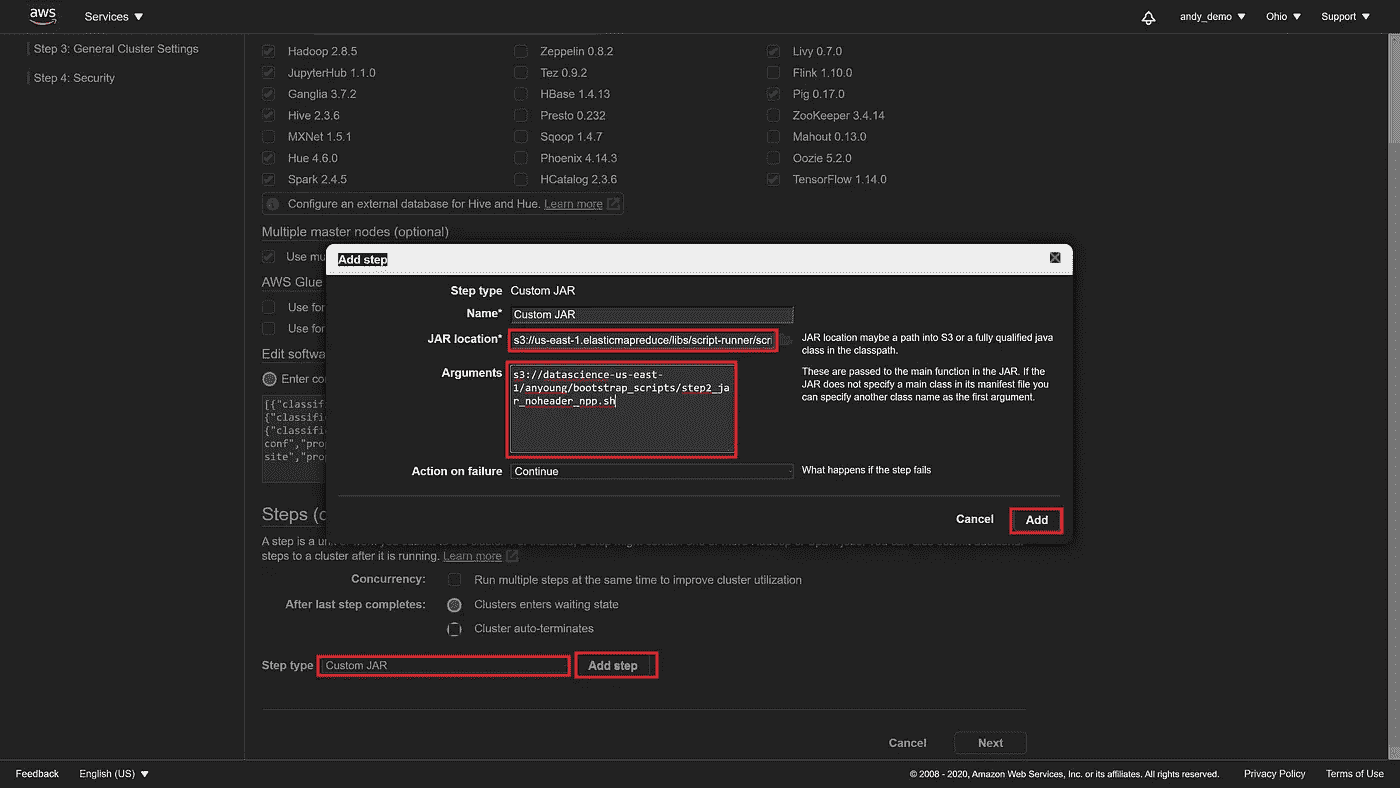 aws Services andy_demo Ohio Support
Step 3: General Cluster Settings
Step 4: Security
Hadoop 2.8.5 Zeppelin 0.8.2 Livy 0.7.0
JupyterHub 1.1.0 Tez 0.9.2 Flink 1.10.0
Ganglia 3.7.2 HBase 1.4.13 Pig 0.17.0
Hive 2.3.6 Presto 0.232 ZooKeeper 3.4.14
MXNet 1.5.1 Sqoop 1.4.7 Mahout 0.13.0
Hue 4.6.0 Phoenix 4.14.3 Oozie 5.2.0
Spark 2.4.5 HCatalog 2.3.6 TensorFlow 1.14.0
Configure an external database for Hive and Hue. Learn more
Multiple master nodes (optional)
Use mu
AWS Glue
Use for
Use for
Edit softwa
Enter co
[{"classif
{"classific
{"classific
conf","prop
site","prop
Add step
Step type Custom JAR
Name* Custom JAR
JAR location* s3://us-east-1.elasticmapreduce/libs/script-runner/scr
JAR location maybe a path into S3 or a fully qualified java
class in the classpath.
Arguments
s3://datascience-us-east-
1/anyoung/bootstrap_scripts/step2_ja
r_noheader_npp.sh
These are passed to the main function in the JAR. If the
JAR does not specify a main class in its manifest file you
can specify another class name as the first argument.
Action on failure Continue What happens if the step fails
Cancel Add
Steps (o
A step is a
steps to a cluster after it is running. Learn more
Concurrency: Run multiple steps at the same time to improve cluster utilization
After last step completes: Clusters enters waiting state
Cluster auto-terminates
Step type Custom JAR Add step
Cancel Next
Feedback English (US) © 2008 - 2020, Amazon Web Services, Inc. or its affiliates. All rights reserved. Privacy Policy Terms of Use